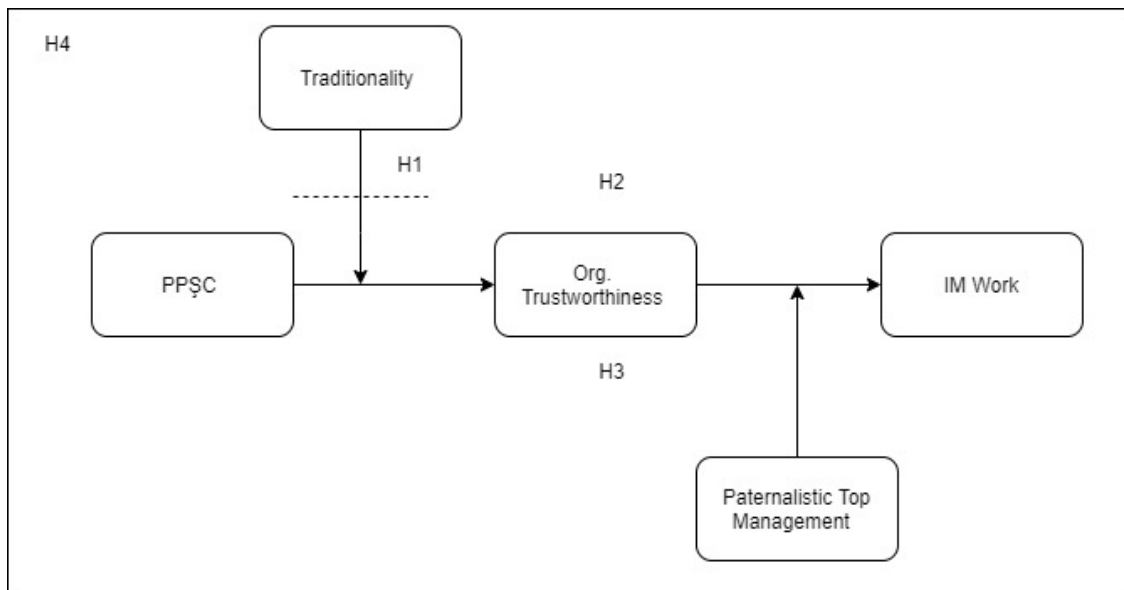 H4
Traditionality
H1
H2
PPŞC
Org.
Trustworthiness
IM Work
H3
Paternalistic Top
Management